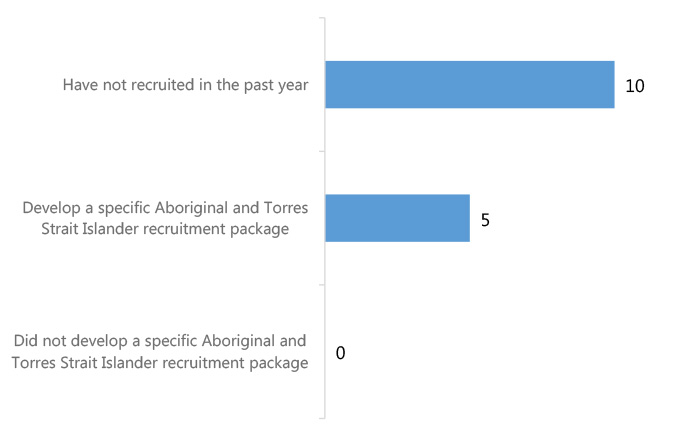 Have not recruited in the past year
10
Develop a specific Aboriginal and Torres
Strait Islander recruitment package
5
Did not develop a specific Aboriginal and
Torres Strait Islander recruitment package
0